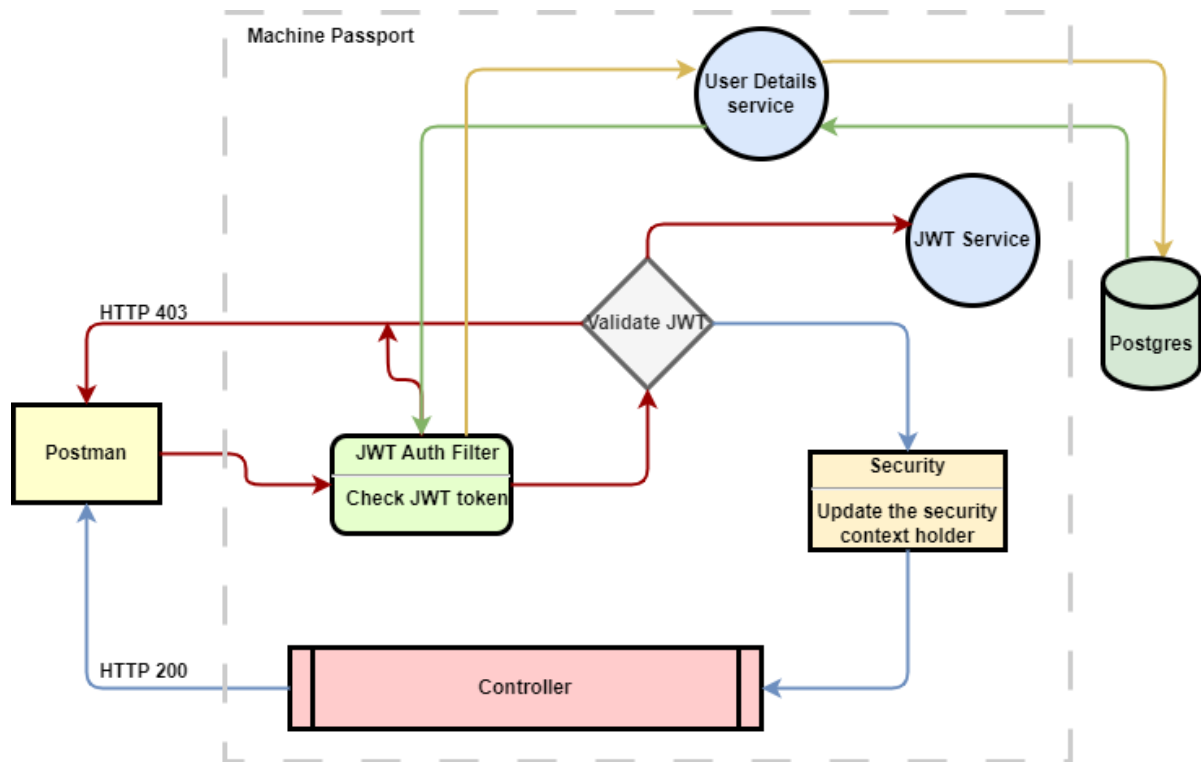 Machine Passport
User Details
service
JWT Service
HTTP 403
Validate JWT
Postgres
Postman
JWT Auth Filter
Check JWT token
Security
Update the security
context holder
HTTP 200
Controller